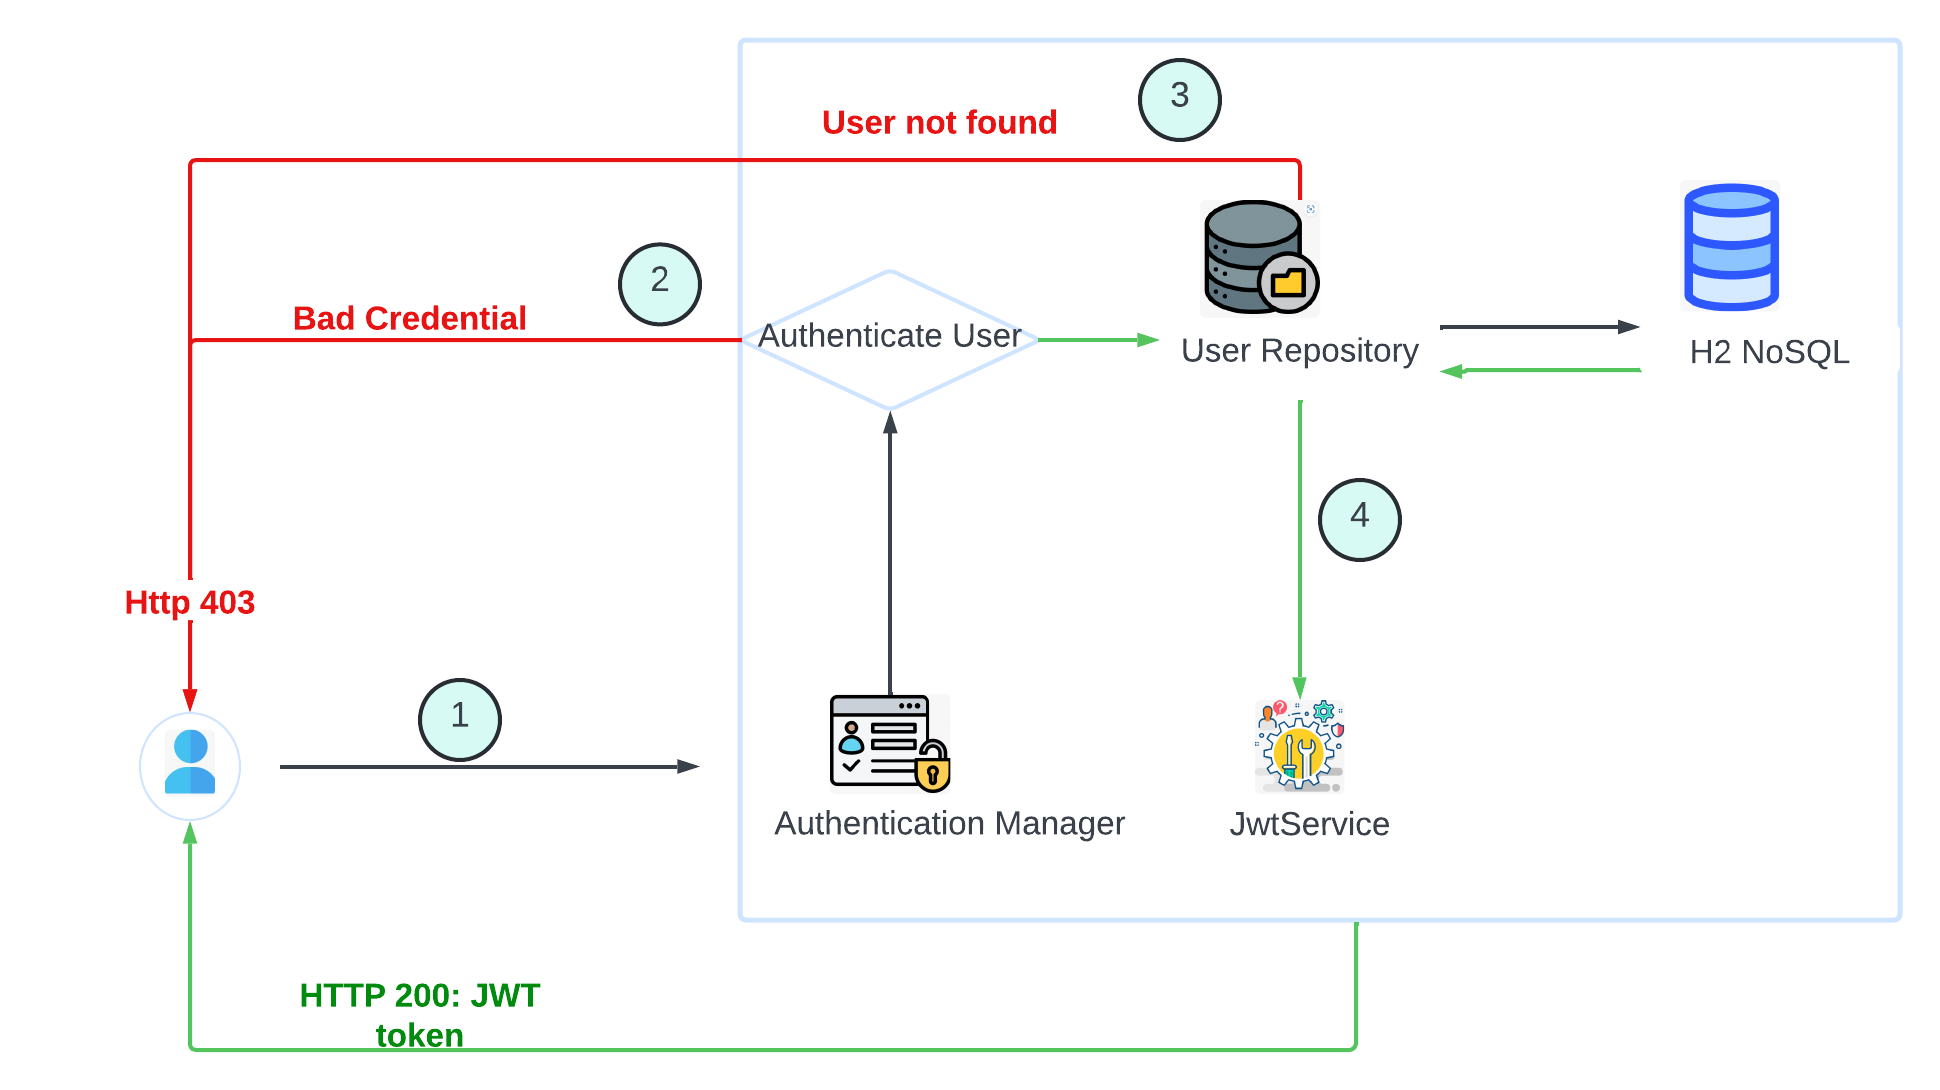 3
User not found
2
Bad Credential
Authenticate User
User Repository
H2 NoSQL
4
Http 403
1
Authentication Manager
JwtService
HTTP 200: JWT
token